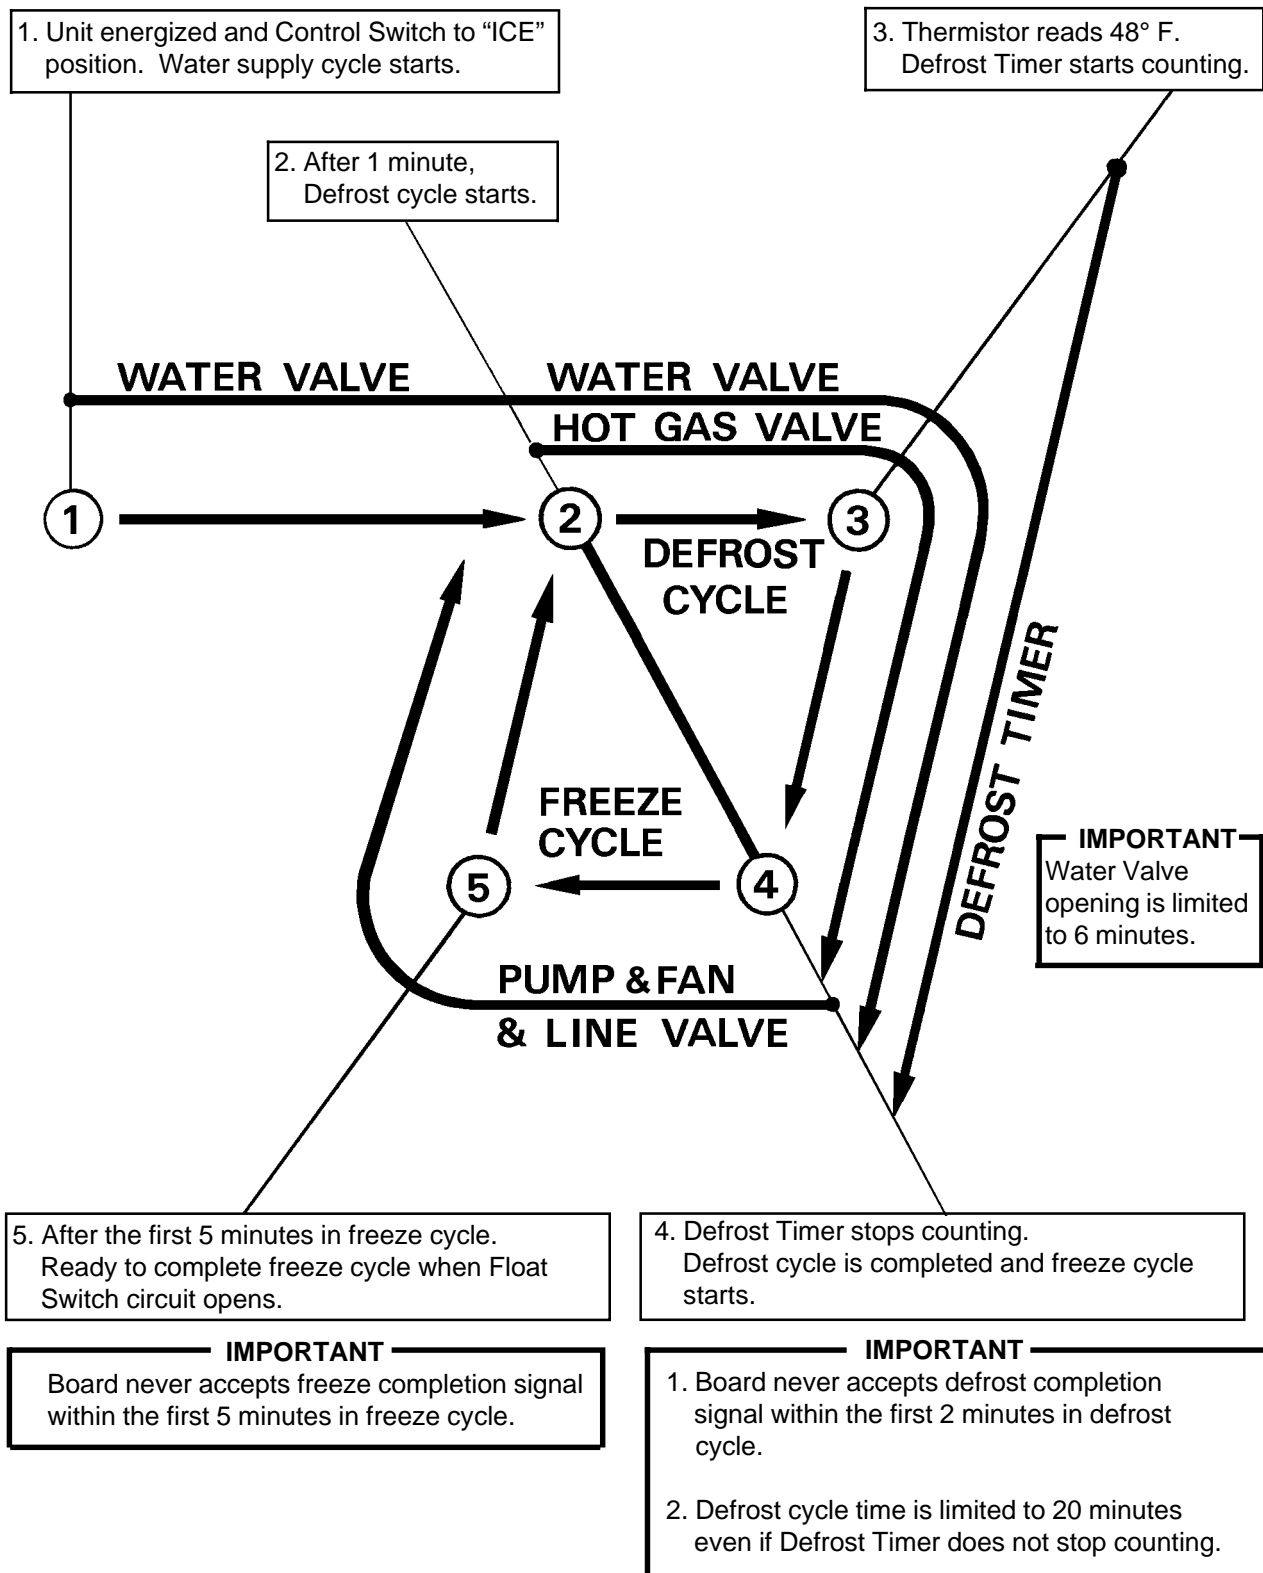 1. Unit energized and Control Switch to “ICE”
position.  Water supply cycle starts.
3. Thermistor reads 48° F.
Defrost Timer starts counting.
2. After 1 minute,
Defrost cycle starts.
WATER VALVE
WATER VALVE
HOT GAS VALVE
1
2
3
DEFROST
CYCLE
DEFROST TIMER
FREEZE
CYCLE
5
4
IMPORTANT
Water Valve
opening is limited
to 6 minutes.
PUMP & FAN
& LINE VALVE
5. After the first 5 minutes in freeze cycle.
Ready to complete freeze cycle when Float
Switch circuit opens.
4. Defrost Timer stops counting.
Defrost cycle is completed and freeze cycle
starts.
IMPORTANT
Board never accepts freeze completion signal
within the first 5 minutes in freeze cycle.
IMPORTANT
1. Board never accepts defrost completion
signal within the first 2 minutes in defrost
cycle.
2. Defrost cycle time is limited to 20 minutes
even if Defrost Timer does not stop counting.